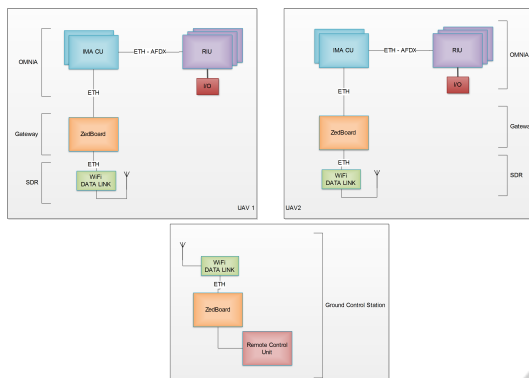 IMA CU
ETH - AFDX
RIU
OMNIA
I/O
ETH
Gateway
ZedBoard
ETH
SDR
WiFi
DATA LINK
UAV 1
IMA CU
ETH - AFDX
RIU
OMNIA
I/O
ETH
ZedBoard
Gateway
ETH
WiFi
DATA LINK
SDR
UAV2
WiFi
DATA LINK
ETH
Ground Control Station
ZedBoard
Remote Control
Unit